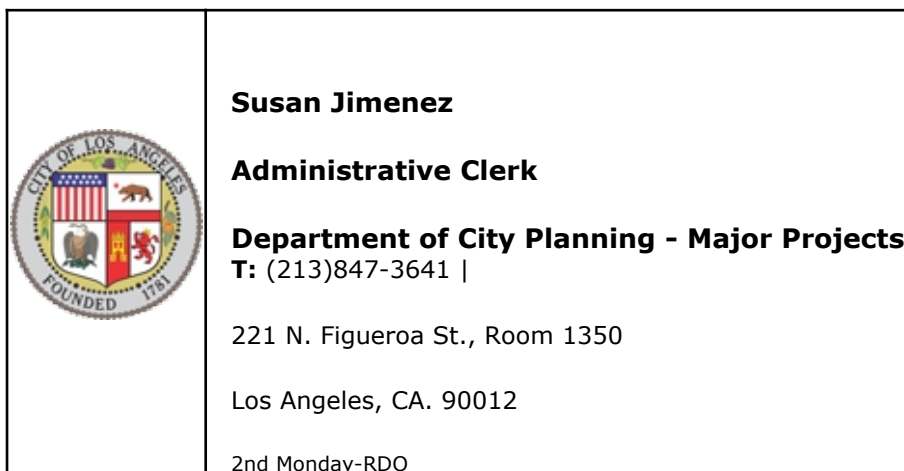 CITY OF LOS ANGELES
FOUNDED 1781
Susan Jimenez
Administrative Clerk
Department of City Planning - Major Projects
T: (213)847-3641 |
221 N. Figueroa St., Room 1350
Los Angeles, CA. 90012
2nd Monday-RDO